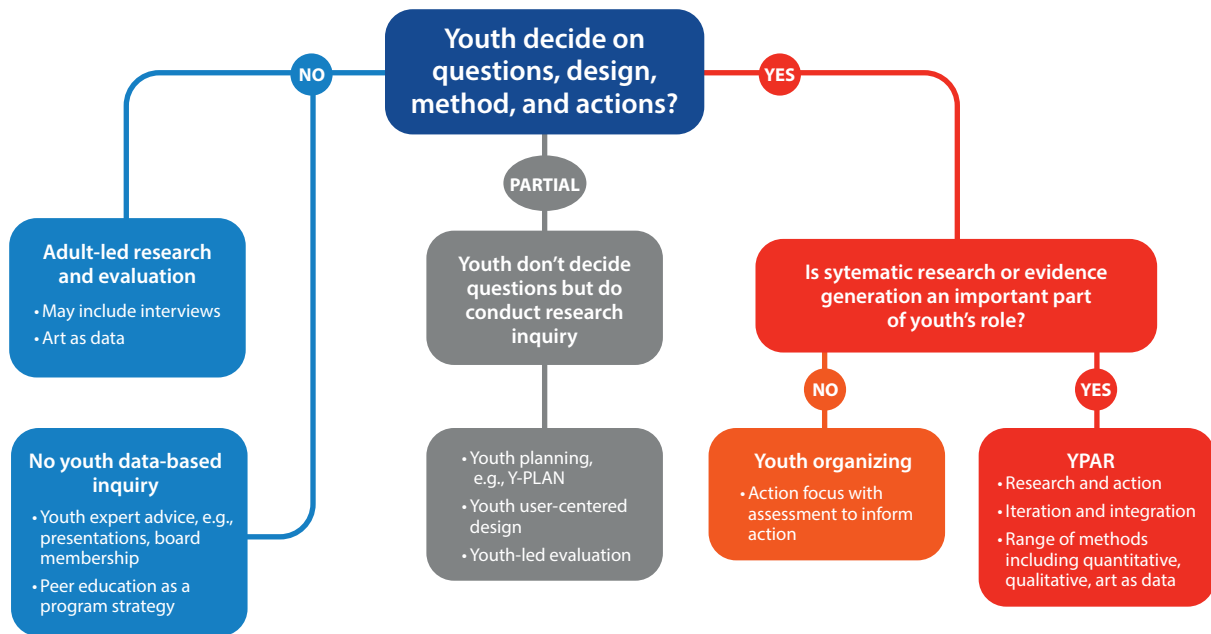 Youth decide on
questions, design,
method, and actions?
NO
YES
PARTIAL
Adult-led research
and evaluation
• May include interviews
• Art as data
Youth don’t decide
questions but do
conduct research
inquiry
Is sytematic research or evidence
generation an important part
of youth’s role?
NO
YES
No youth data-based
inquiry
• Youth expert advice, e.g.,
presentations, board
membership
• Peer education as a
program strategy
• Youth planning,
e.g., Y-PLAN
• Youth user-centered
design
• Youth-led evaluation
Youth organizing
• Action focus with
assessment to inform
action
YPAR
• Research and action
• Iteration and integration
• Range of methods
including quantitative,
qualitative, art as data